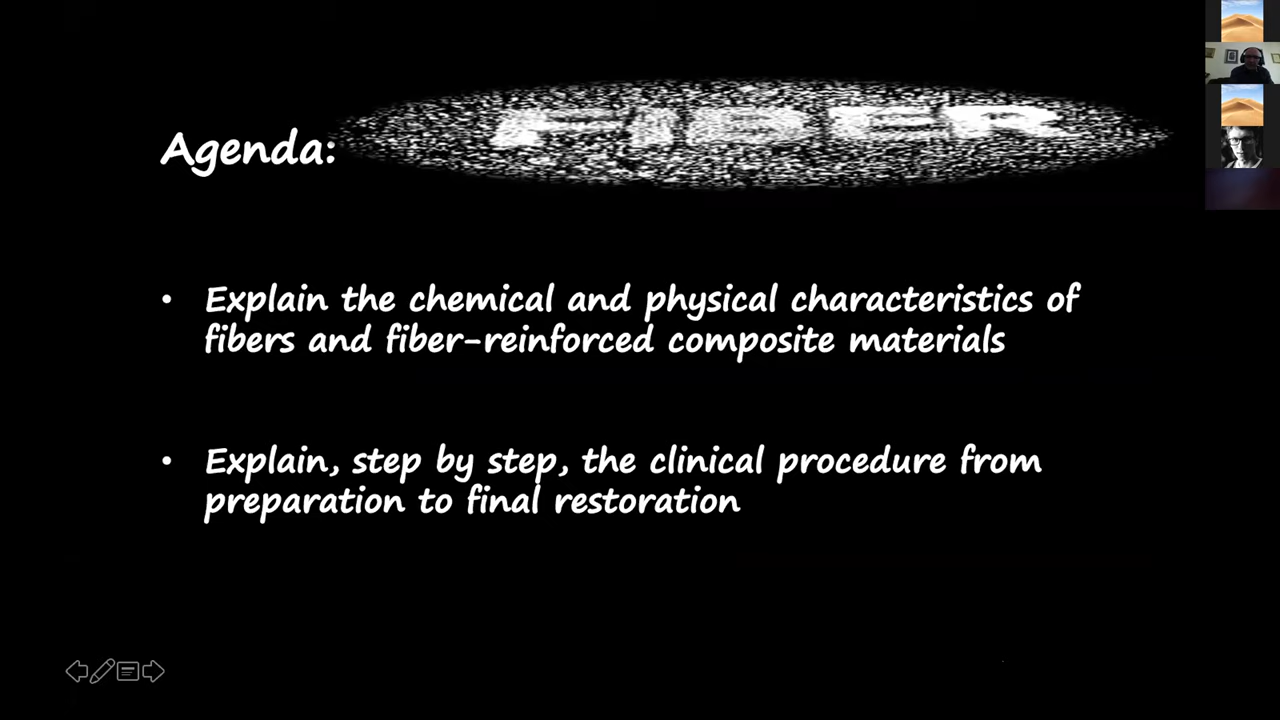 Agenda:
FIBER
• Explain the chemical and physical characteristics of
fibers and fiber-reinforced composite materials
• Explain, step by step, the clinical procedure from
preparation to final restoration